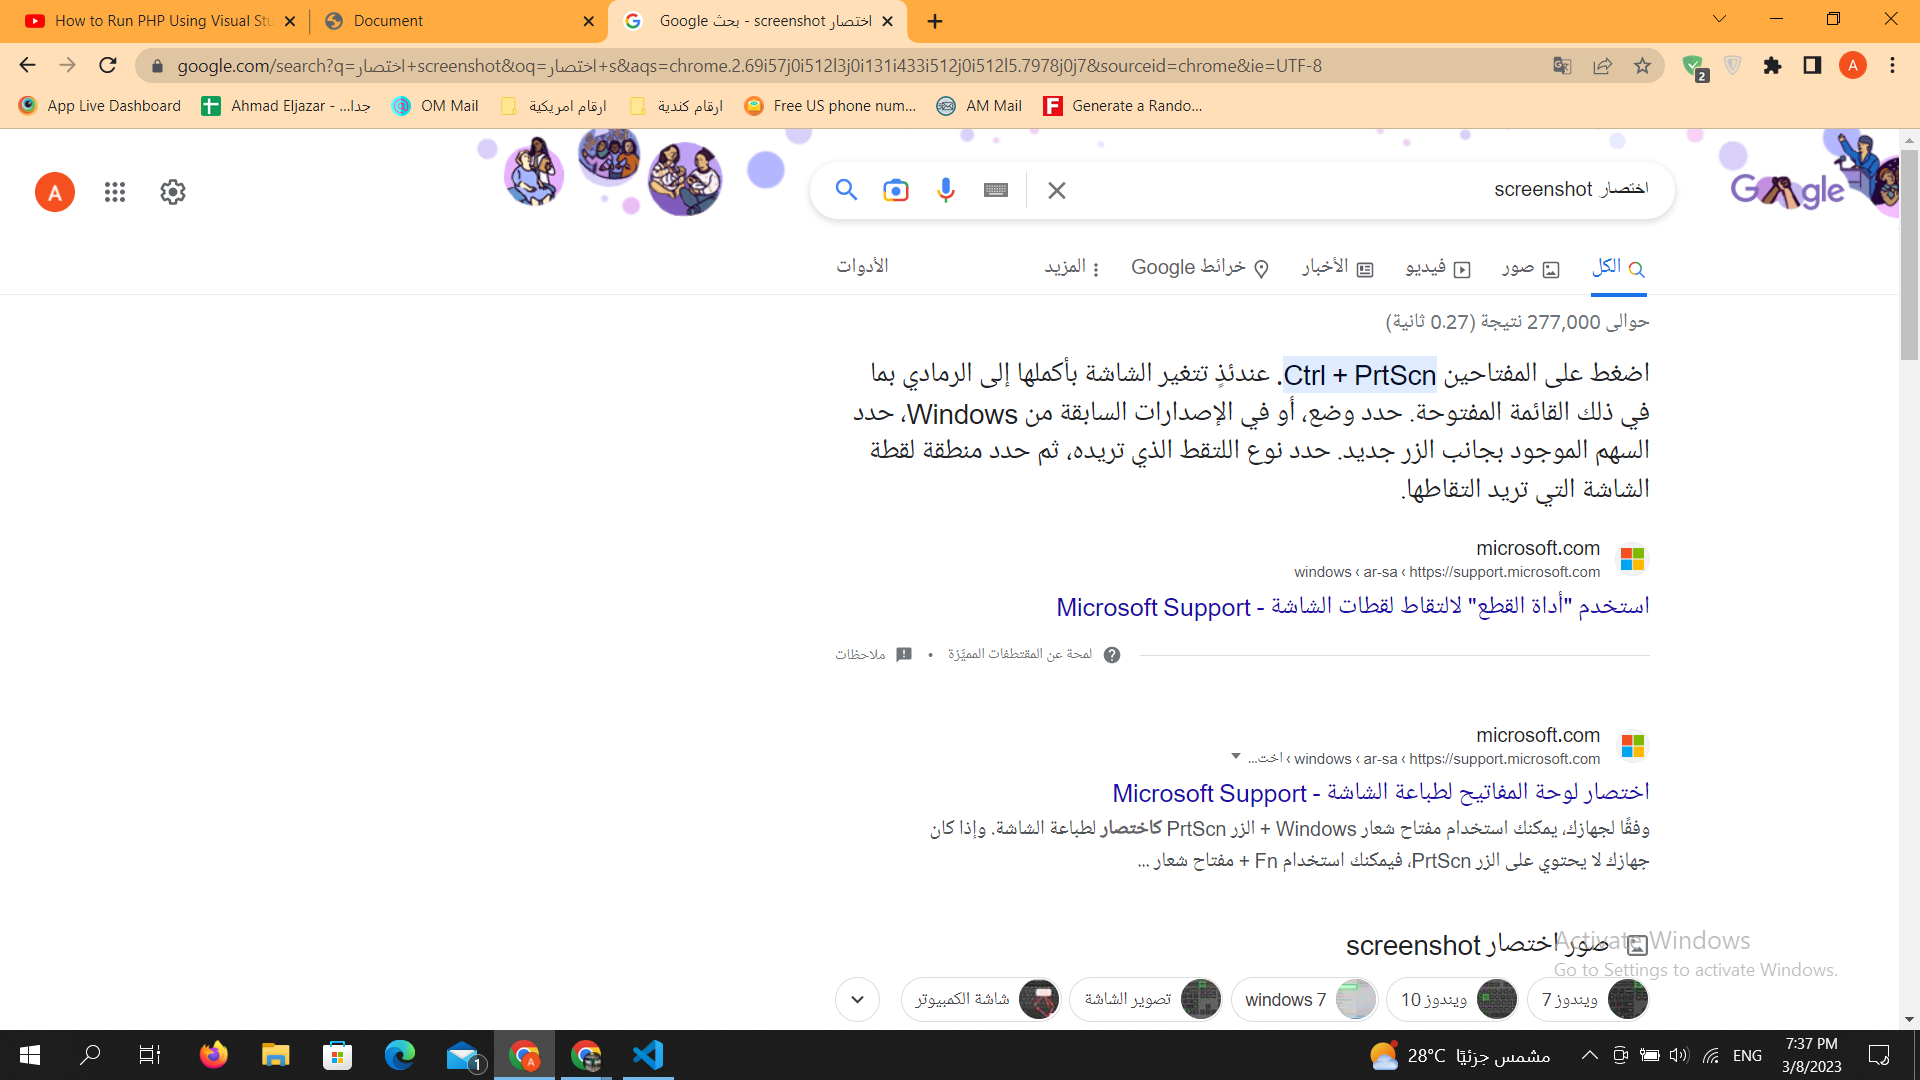 How to Run PHP Using Visual Stu
Document
اختصار screenshot - بحث Google
google.com/search?q=اختصار+screenshot&oq=اختصار+s&aqs=chrome.2.69i57j0i512l3j0i131i433i512j0i512l5.7978j0j7&sourceid=chrome&ie=UTF-8
2
A
App Live Dashboard
Ahmad Eljazar - ...جدا
OM Mail
ارقام امريكية
ارقام كندية
Free US phone num...
AM Mail
Generate a Rando...
A
اختصار screenshot
Google
الكل
صور
فيديو
الأخبار
خرائط Google
المزيد
الأدوات
حوالى 277,000 نتيجة (0.27 ثانية)
اضغط على المفتاحين Ctrl + PrtScn. عندئذٍ تتغير الشاشة بأكملها إلى الرمادي بما
في ذلك القائمة المفتوحة. حدد وضع، أو في الإصدارات السابقة من Windows، حدد
السهم الموجود بجانب الزر جديد. حدد نوع اللتقط الذي تريده، ثم حدد منطقة لقطة
الشاشة التي تريد التقاطها.
microsoft.com
https://support.microsoft.com › ar-sa › windows
استخدم "أداة القطع" لالتقاط لقطات الشاشة - Microsoft Support
لمحة عن المقتطفات المميَّزة • ملاحظات
microsoft.com
https://support.microsoft.com › ar-sa › windows › اخت...
اختصار لوحة المفاتيح لطباعة الشاشة - Microsoft Support
وفقًا لجهازك، يمكنك استخدام مفتاح شعار Windows + الزر PrtScn كاختصار لطباعة الشاشة. وإذا كان
جهازك لا يحتوي على الزر PrtScn، فيمكنك استخدام Fn + مفتاح شعار ...
صور اختصار screenshot
Activate Windows
Go to Settings to activate Windows.
ويندوز 7
ويندوز 10
windows 7
تصوير الشاشة
شاشة الكمبيوتر
1
A
28°C مشمس جزئيًا
ENG
7:37 PM
3/8/2023